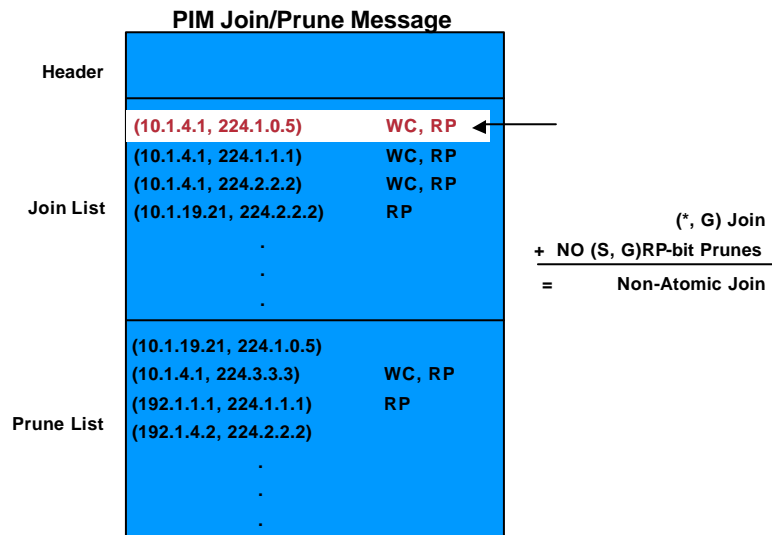 PIM Join/Prune Message
Header
(10.1.4.1, 224.1.0.5) WC, RP
(10.1.4.1, 224.1.1.1) WC, RP
(10.1.4.1, 224.2.2.2) WC, RP
Join List
(10.1.19.21, 224.2.2.2) RP
.
.
.
(*, G) Join
+ NO (S, G)RP-bit Prunes
= Non-Atomic Join
(10.1.19.21, 224.1.0.5)
(10.1.4.1, 224.3.3.3) WC, RP
(192.1.1.1, 224.1.1.1) RP
Prune List
(192.1.4.2, 224.2.2.2)
.
.
.